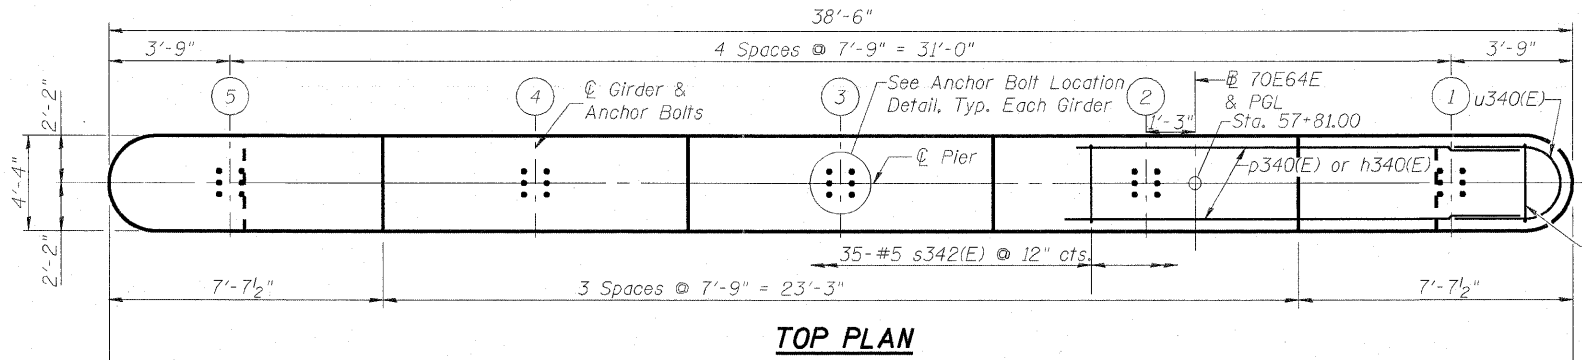 38'-6"
3'-9"
4 Spaces @ 7'-9" = 31'-0"
3'-9"
5
4
3
2
1
℄ Girder &
Anchor Bolts
See Anchor Bolt Location
Detail, Typ. Each Girder
70E64E
& PGL
1'-3"
Sta. 57+81.00
u340(E)
2'-2"
4'-4"
2'-2"
℄ Pier
p340(E) or h340(E)
35-#5 s342(E) @ 12" cts.
7'-7½"
3 Spaces @ 7'-9" = 23'-3"
7'-7½"
TOP PLAN